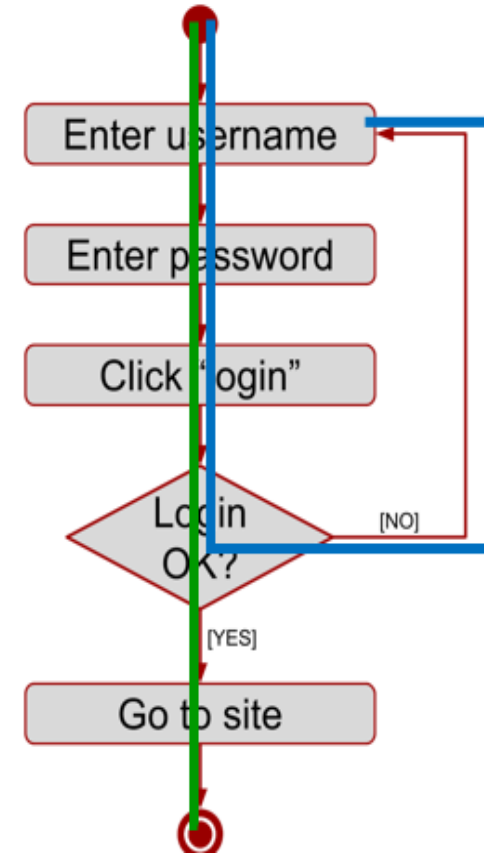 Enter username
Enter password
Click “login”
Login
OK?
[NO]
[YES]
Go to site